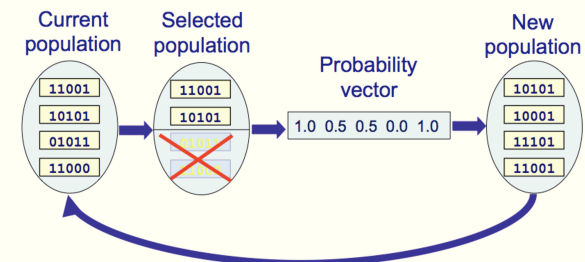 Current population
11001
10101
01011
11000
Selected population
11001
10101
Probability vector
1.0 0.5 0.5 0.0 1.0
New population
10101
10001
11101
11001